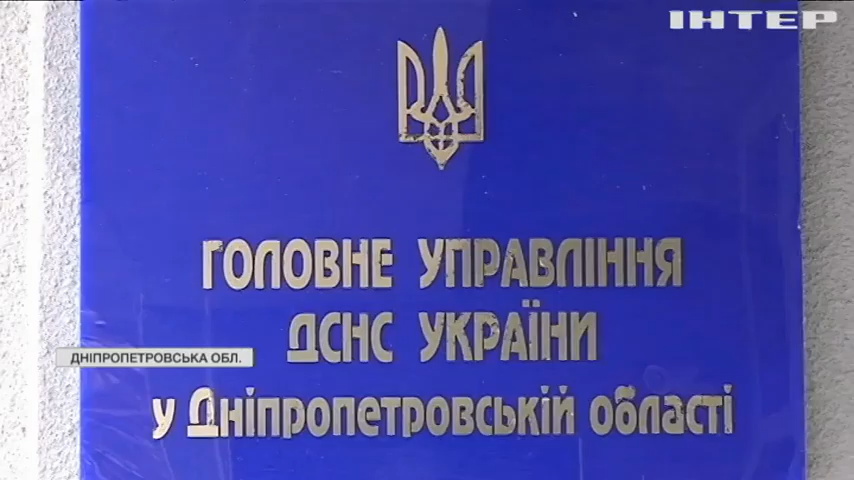 ІНТЕР
ГОЛОВНЕ УПРАВЛІННЯ
ДСНС УКРАЇНИ
ДНІПРОПЕТРОВСЬКА ОБЛ.
у Дніпропетровській області